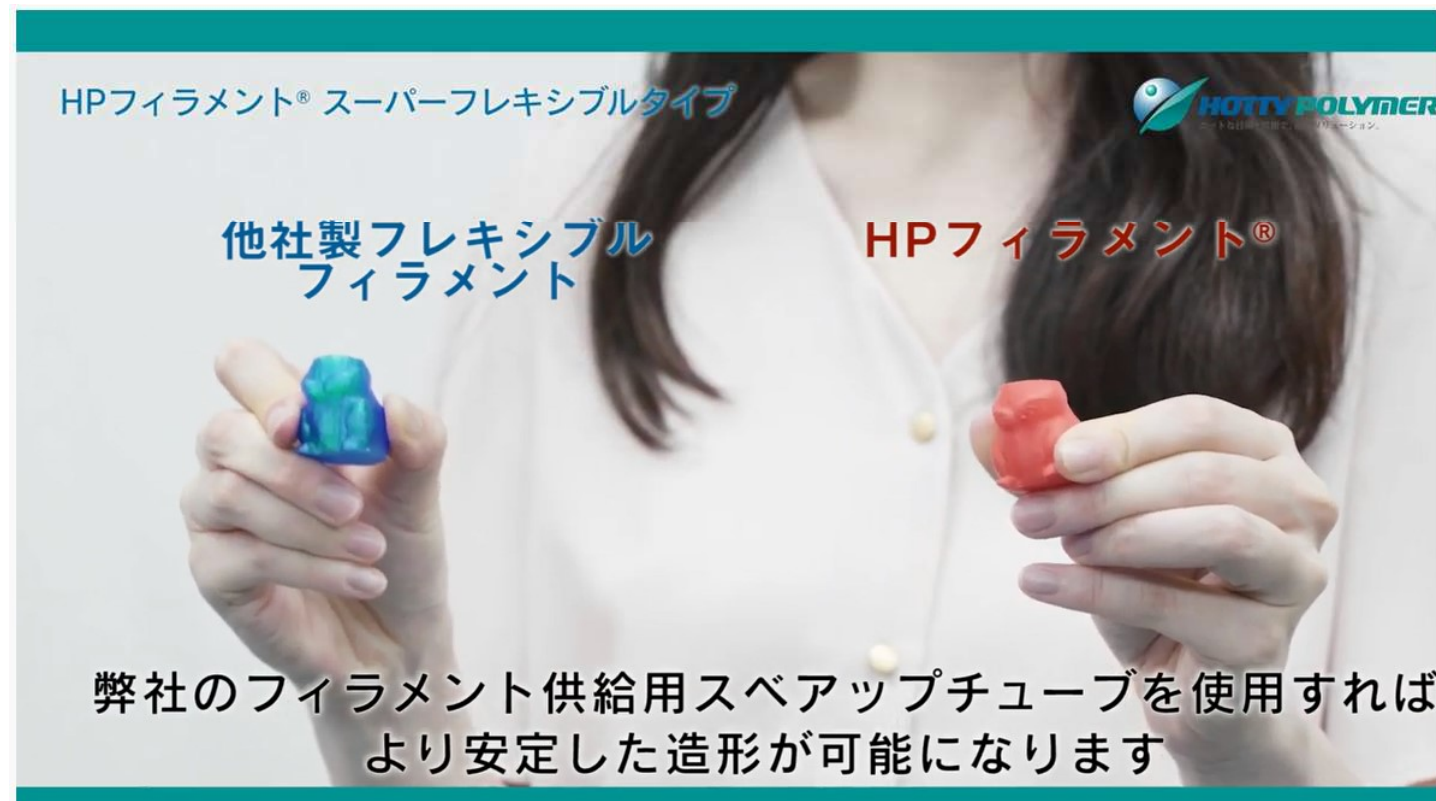 HPフィラメント® スーパーフレキシブルタイプ
HOTTY POLYMER
他社製フレキシブル
フィラメント
HPフィラメント®
弊社のフィラメント供給用スベアップチューブを使用すれば
より安定した造形が可能になります